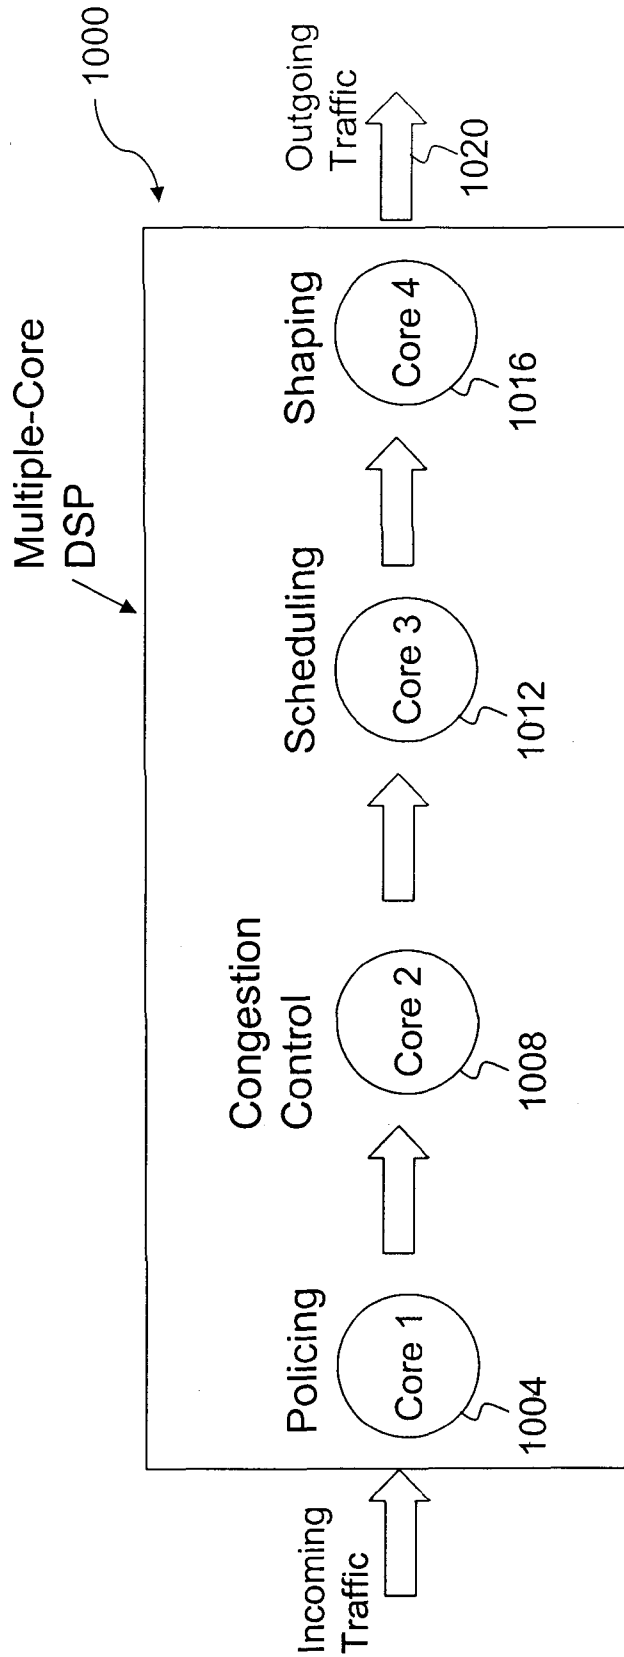 Multiple-Core
DSP
1000
Incoming
Traffic
Policing
Core 1
1004
Congestion
Control
Core 2
1008
Scheduling
Core 3
1012
Shaping
Core 4
1016
Outgoing
Traffic
1020